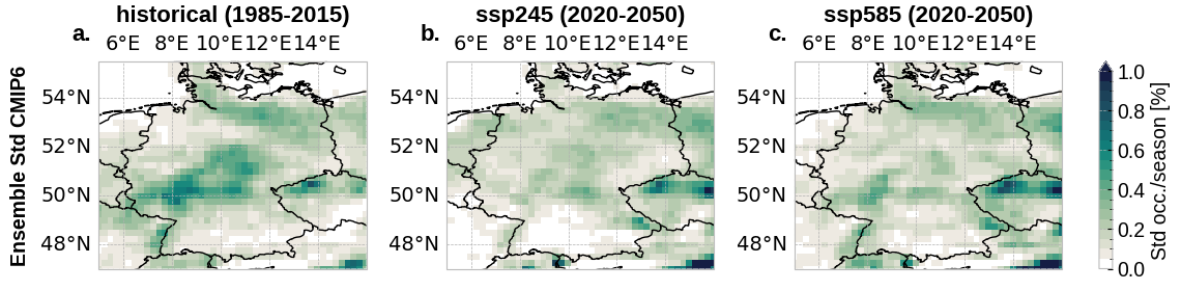 historical (1985-2015)
ssp245 (2020-2050)
ssp585 (2020-2050)
a.
6°E 8°E 10°E 12°E 14°E
b.
6°E 8°E 10°E 12°E 14°E
c.
6°E 8°E 10°E 12°E 14°E
Ensemble Std CMIP6
54°N
52°N
50°N
48°N
54°N
52°N
50°N
48°N
54°N
52°N
50°N
48°N
1.0
0.8
0.6
0.4
0.2
0.0
Std occ./season [%]